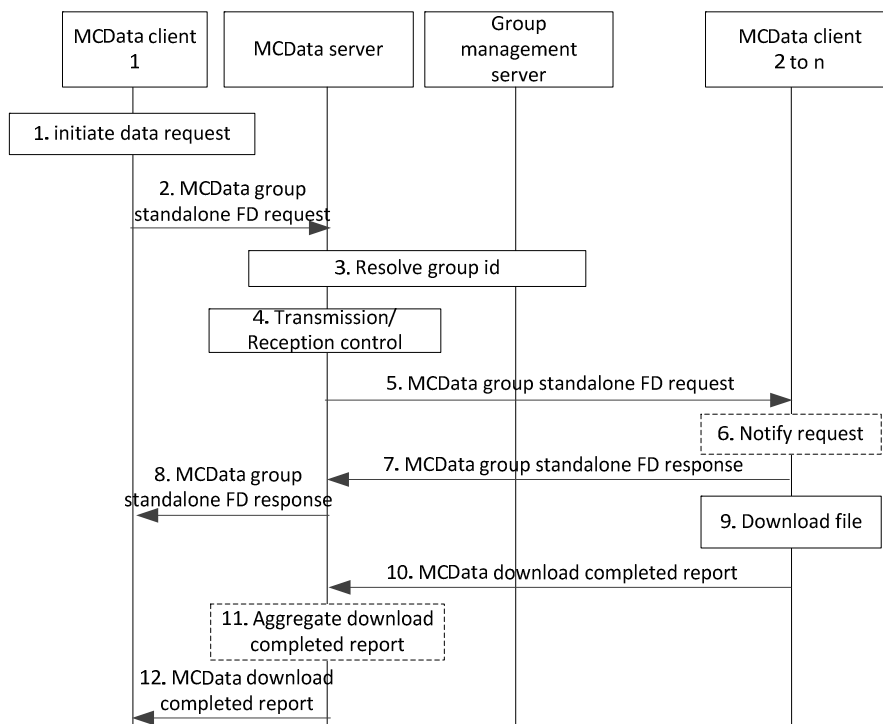 MCData client
1
MCData server
Group
management
server
MCData client
2 to n
1. initiate data request
2. MCData group
standalone FD request
3. Resolve group id
4. Transmission/
Reception control
5. MCData group standalone FD request
6. Notify request
7. MCData group standalone FD response
8. MCData group
standalone FD response
9. Download file
10. MCData download completed report
11. Aggregate download
completed report
12. MCData download
completed report